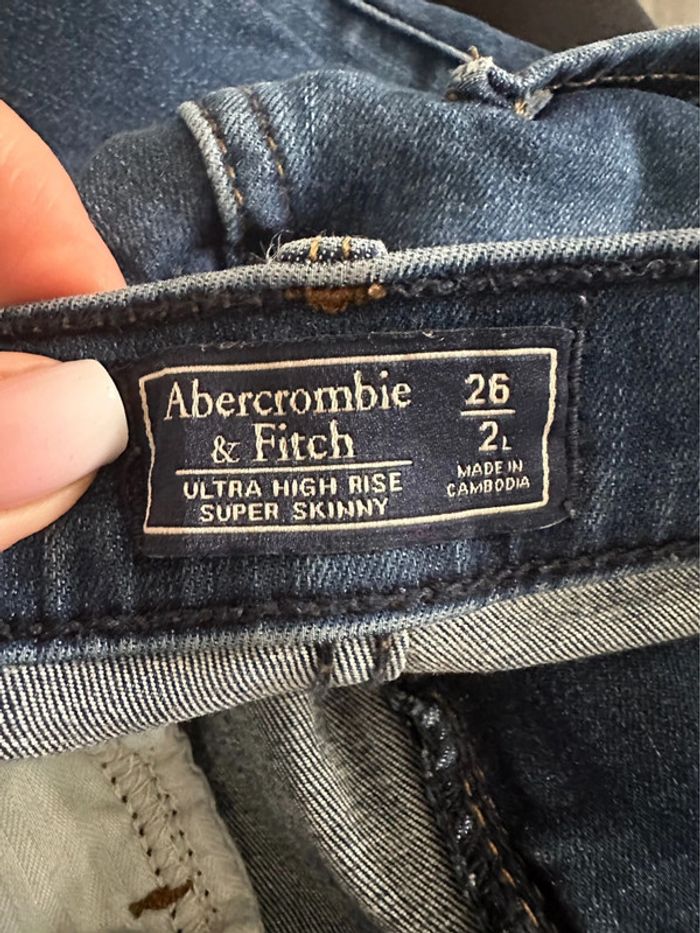 Abercrombie
& Fitch
ULTRA HIGH RISE
SUPER SKINNY
26
2L
MADE IN
CAMBODIA